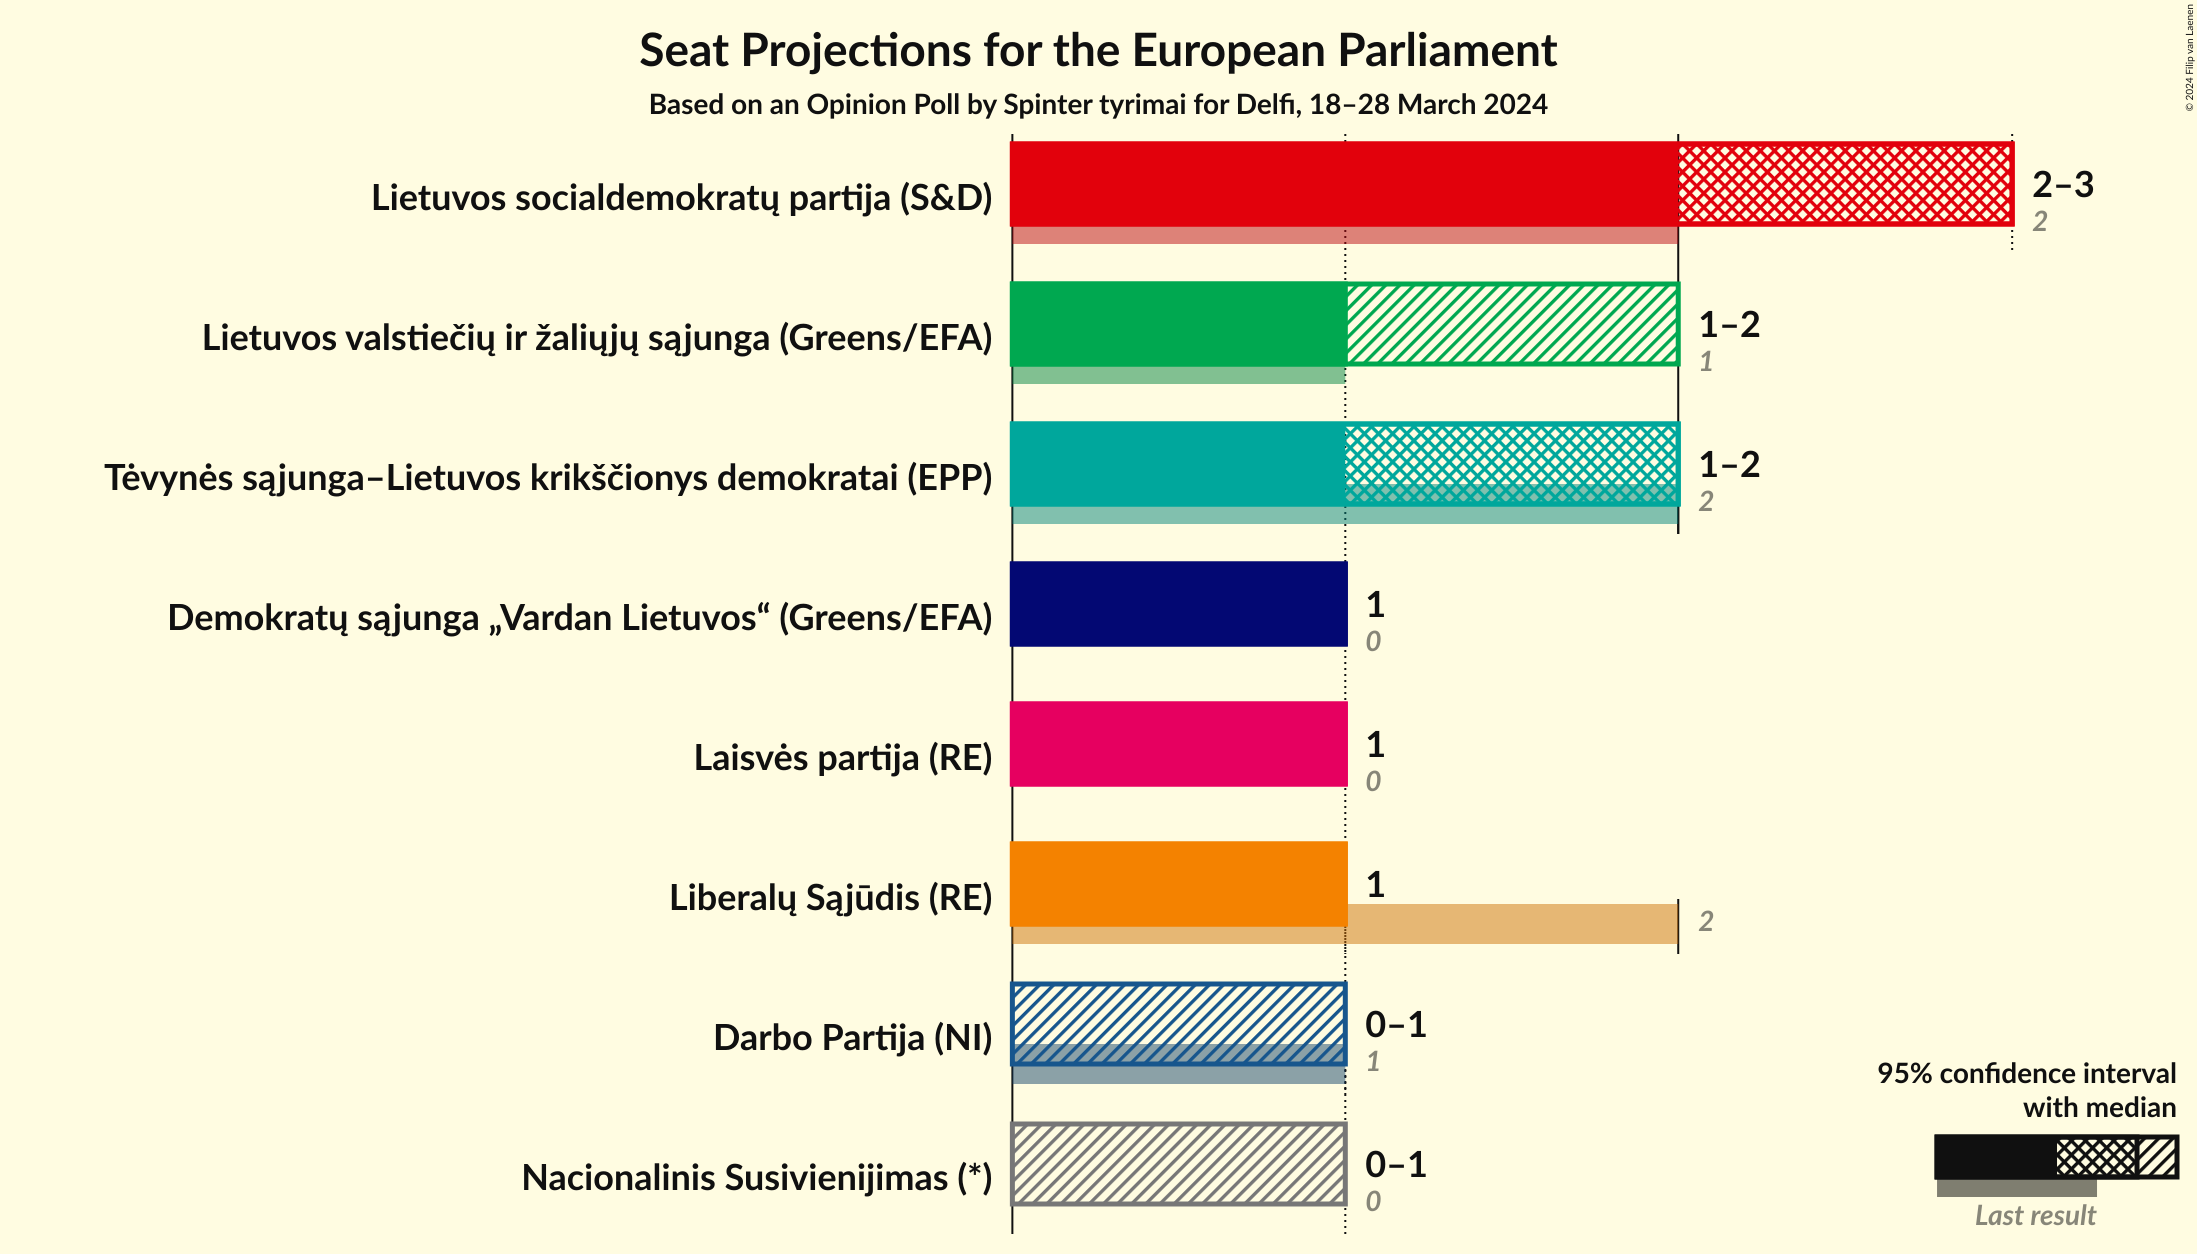 Seat Projections for the European Parliament
Based on an Opinion Poll by Spinter tyrimai for Delfi, 18–28 March 2024
© 2024 Filip van Laenen
Lietuvos socialdemokratų partija (S&D)
2–3
2
Lietuvos valstiečių ir žaliųjų sąjunga (Greens/EFA)
1–2
1
Tėvynės sąjunga–Lietuvos krikščionys demokratai (EPP)
1–2
2
Demokratų sąjunga „Vardan Lietuvos“ (Greens/EFA)
1
0
Laisvės partija (RE)
1
0
Liberalų Sąjūdis (RE)
1
2
Darbo Partija (NI)
0–1
1
Nacionalinis Susivienijimas (*)
0–1
0
95% confidence interval
with median
Last result